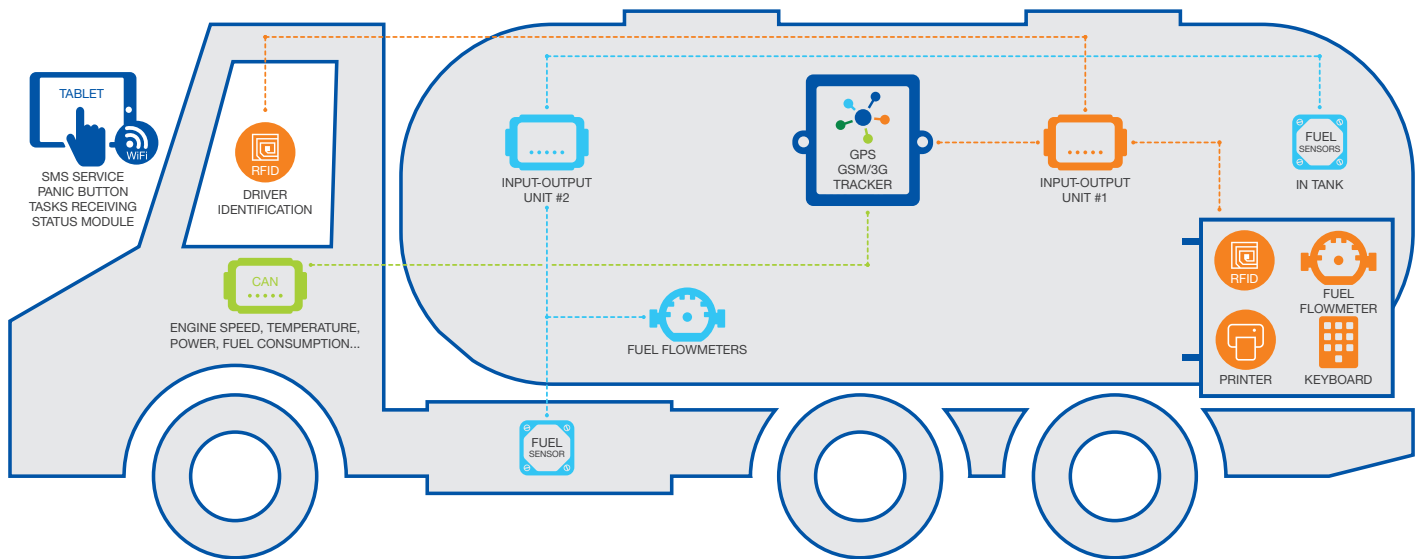 TABLET
WiFi
SMS SERVICE
PANIC BUTTON
TASKS RECEIVING
STATUS MODULE
RFID
DRIVER
IDENTIFICATION
CAN
ENGINE SPEED, TEMPERATURE,
POWER, FUEL CONSUMPTION...
INPUT-OUTPUT
UNIT #2
FUEL FLOWMETERS
FUEL
SENSOR
GPS
GSM/3G
TRACKER
INPUT-OUTPUT
UNIT #1
FUEL
SENSORS
IN TANK
RFID
FUEL
FLOWMETER
PRINTER
KEYBOARD